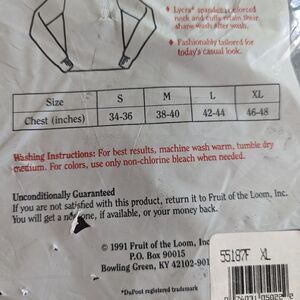 Lycra* spandex reinforced
neck and cuffs retain their
shape wash after wash.
Fashionably tailored for
today's casual look.
Size S M L XL
Chest (inches) 34-36 38-40 42-44 46-48
Washing Instructions: For best results, machine wash warm, tumble dry
medium. For colors, use only non-chlorine bleach when needed.
Unconditionally Guaranteed
If you are not satisfied with this product, return it to Fruit of the Loom, Inc.
You will get a new one, if available, or your money back.
© 1991 Fruit of the Loom, Inc.
P.O. Box 90015
Bowling Green, KY 42102-901
*DuPont registered trademark
55187F XL